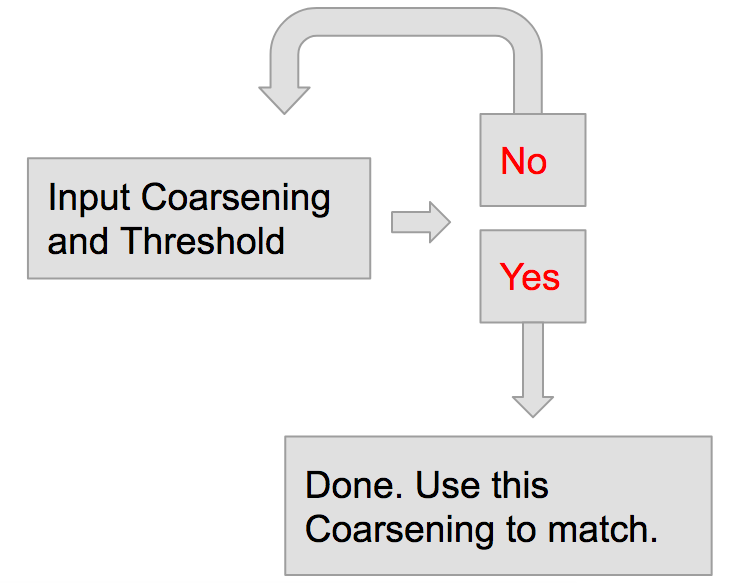 Input Coarsening
and Threshold
No
Yes
Done. Use this
Coarsening to match.